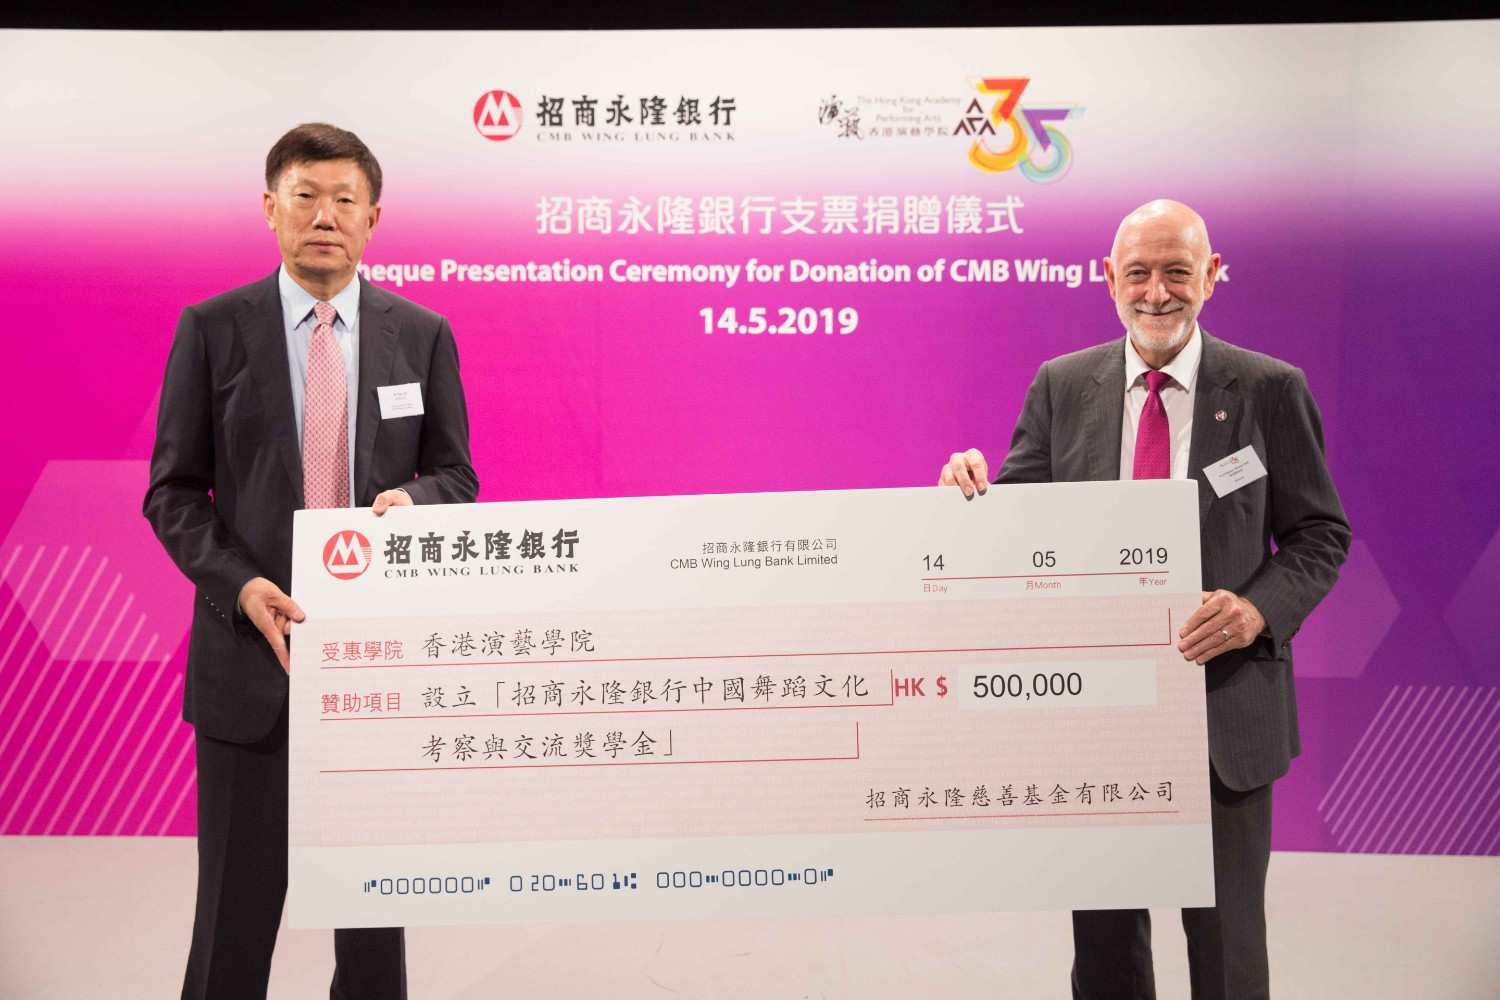 招商永隆銀行
CMB WING LUNG BANK
演藝
The Hong Kong Academy
for
Performing Arts
香港演藝學院
35
招商永隆銀行支票捐贈儀式
heque Presentation Ceremony for Donation of CMB Wing L k
14.5.2019
招商永隆銀行
CMB WING LUNG BANK
招商永隆銀行有限公司
CMB Wing Lung Bank Limited
14 05 2019
日Day 月Month 年Year
受惠學院 香港演藝學院
贊助項目 設立「招商永隆銀行中國舞蹈文化 HK $ 500,000
考察與交流獎學金」
招商永隆慈善基金有限公司
⑈000000⑈ 020⑉601⑆ 000⑉0000⑉0⑈